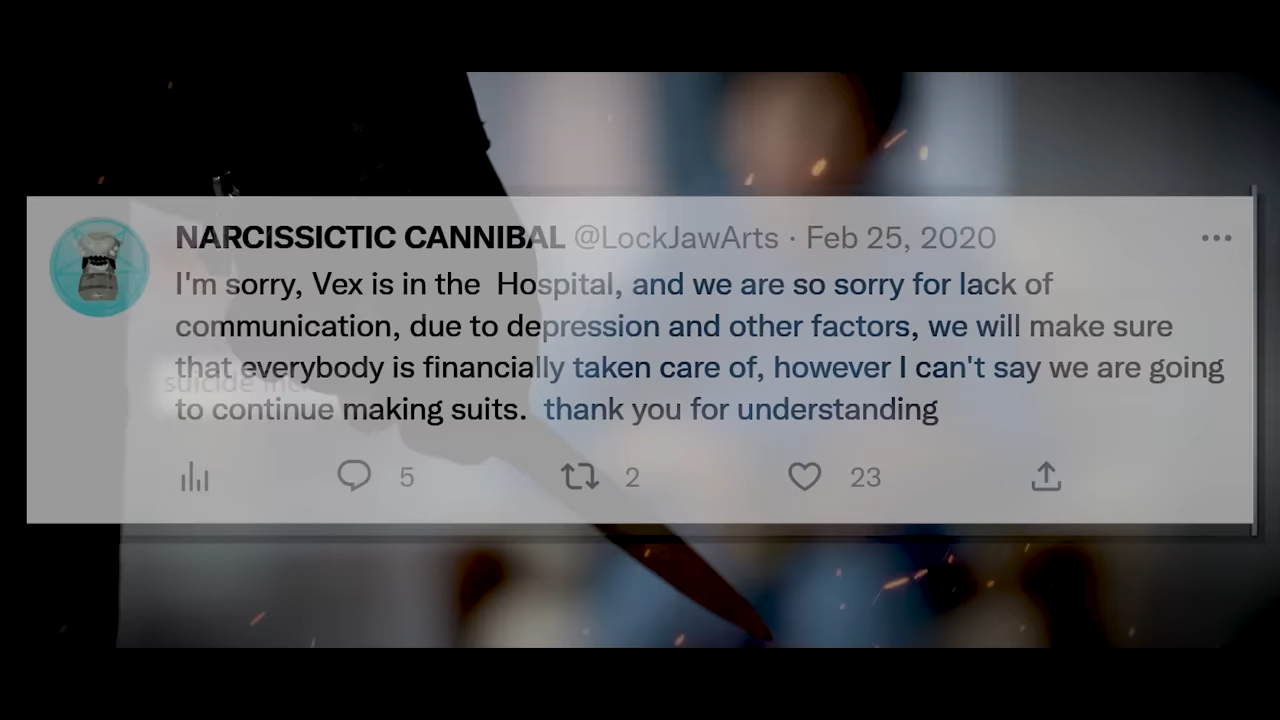 NARCISSICTIC CANNIBAL @LockJawArts · Feb 25, 2020
I'm sorry, Vex is in the Hospital, and we are so sorry for lack of
communication, due to depression and other factors, we will make sure
that everybody is financially taken care of, however I can't say we are going
suicide
to continue making suits. thank you for understanding
5 2 23